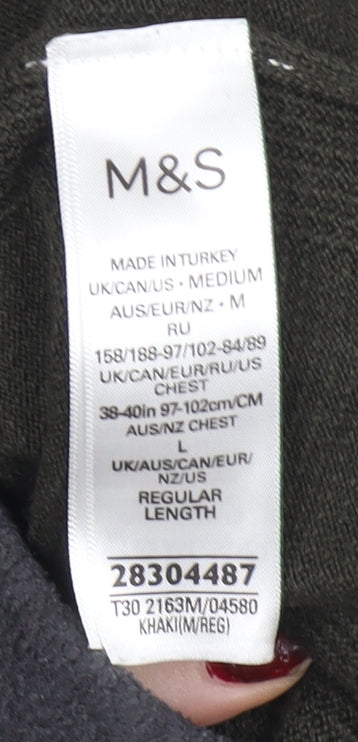 M&S
MADE IN TURKEY
UK/CAN/US • MEDIUM
AUS/EUR/NZ • M
RU
158/188-97/102-84/89
UK/CAN/EUR/RU/US
CHEST
38-40in 97-102cm/CM
AUS/NZ CHEST
L
UK/AUS/CAN/EUR/
NZ/US
REGULAR
LENGTH
28304487
T30 2163M/04580
KHAKI(M/REG)